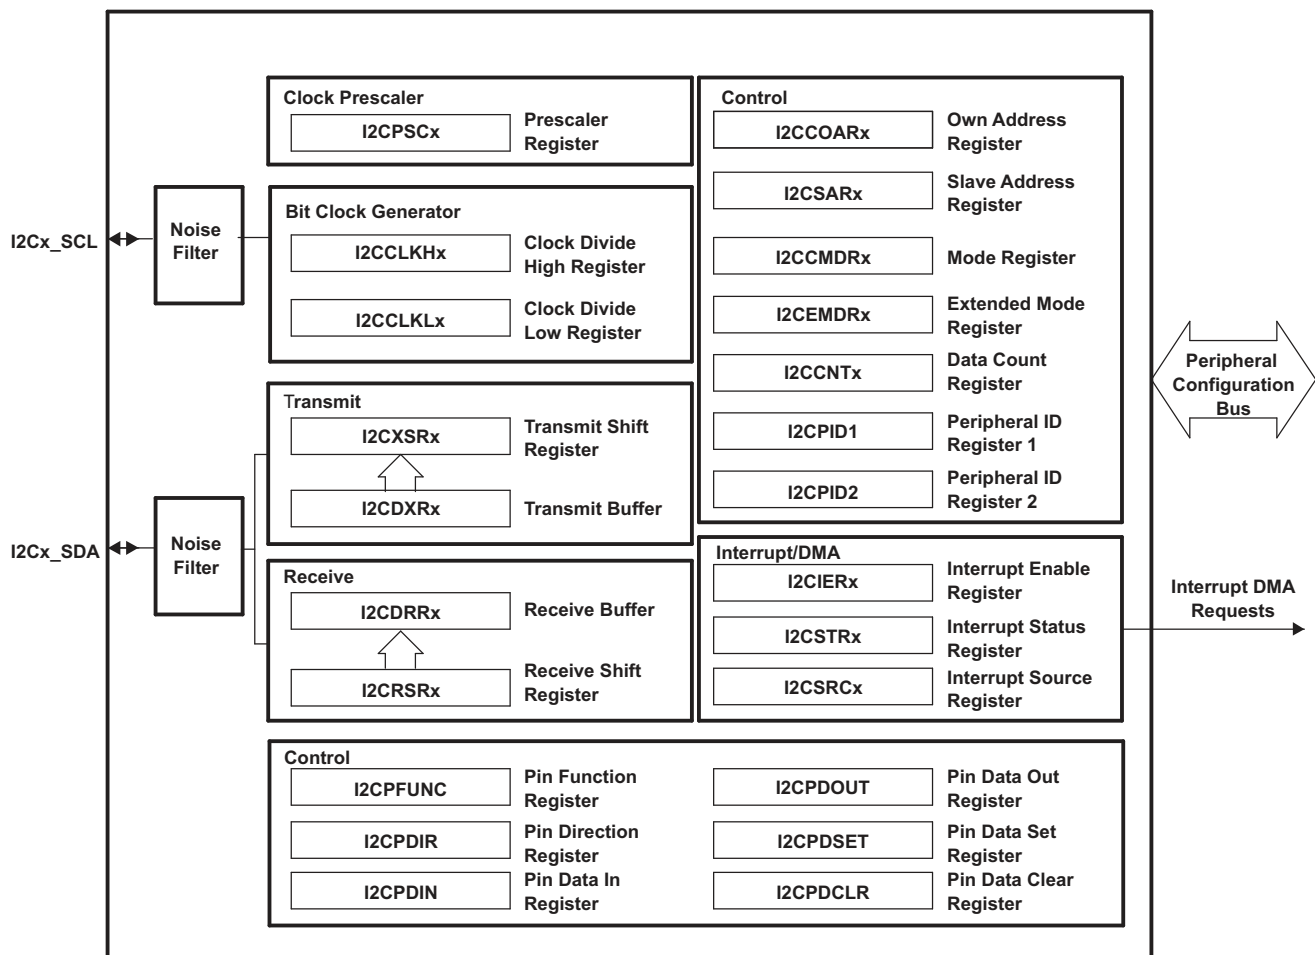 Clock Prescaler
I2CPSCx
Prescaler
Register
Control
I2CCOARx
Own Address
Register
I2CSARx
Slave Address
Register
I2CCMDRx
Mode Register
I2CEMDRx
Extended Mode
Register
I2CCNTx
Data Count
Register
I2CPID1
Peripheral ID
Register 1
I2CPID2
Peripheral ID
Register 2
I2Cx_SCL
Noise
Filter
Bit Clock Generator
I2CCLKHx
Clock Divide
High Register
I2CCLKLx
Clock Divide
Low Register
Peripheral
Configuration
Bus
Transmit
I2CXSRx
Transmit Shift
Register
I2CDXRx
Transmit Buffer
I2Cx_SDA
Noise
Filter
Receive
I2CDRRx
Receive Buffer
I2CRSRx
Receive Shift
Register
Interrupt/DMA
I2CIERx
Interrupt Enable
Register
I2CSTRx
Interrupt Status
Register
I2CSRCx
Interrupt Source
Register
Interrupt DMA
Requests
Control
I2CPFUNC
Pin Function
Register
I2CPDIR
Pin Direction
Register
I2CPDIN
Pin Data In
Register
I2CPDOUT
Pin Data Out
Register
I2CPDSET
Pin Data Set
Register
I2CPDCLR
Pin Data Clear
Register